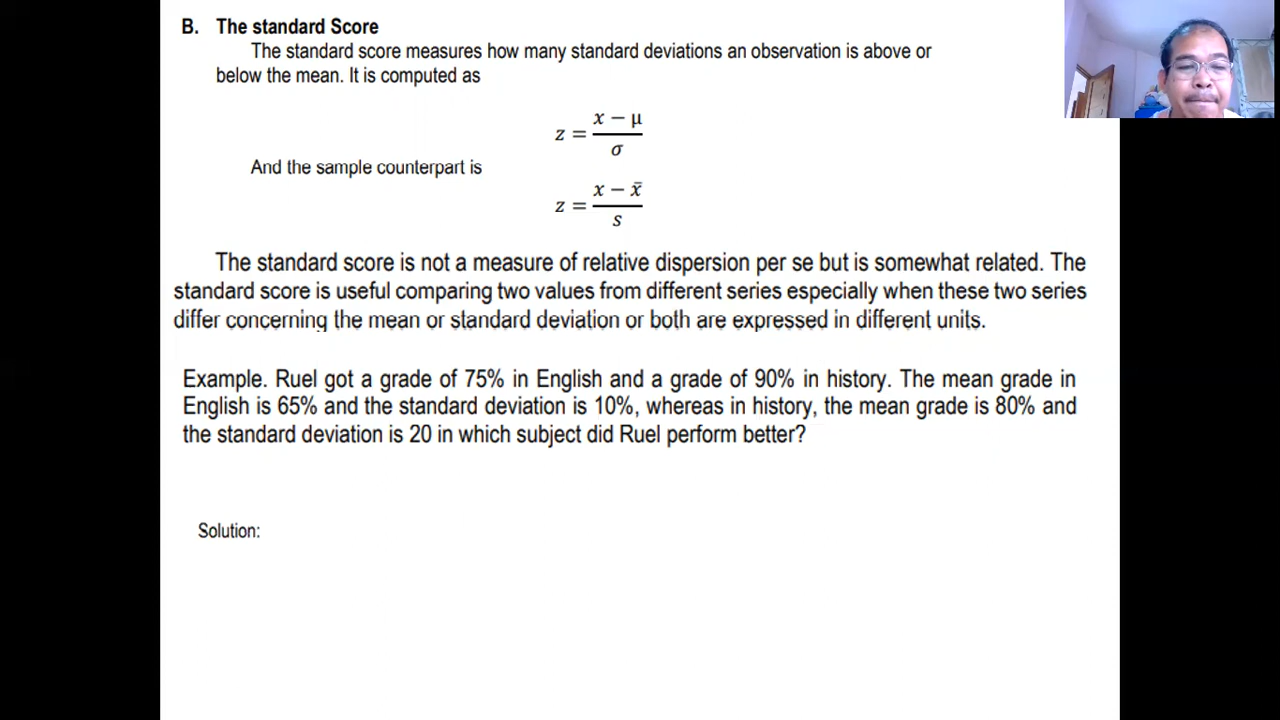 B. The standard Score
The standard score measures how many standard deviations an observation is above or
below the mean. It is computed as
z = (x − μ) / σ
And the sample counterpart is
z = (x − x̄) / s
The standard score is not a measure of relative dispersion per se but is somewhat related. The
standard score is useful comparing two values from different series especially when these two series
differ concerning the mean or standard deviation or both are expressed in different units.
Example. Ruel got a grade of 75% in English and a grade of 90% in history. The mean grade in
English is 65% and the standard deviation is 10%, whereas in history, the mean grade is 80% and
the standard deviation is 20 in which subject did Ruel perform better?
Solution: